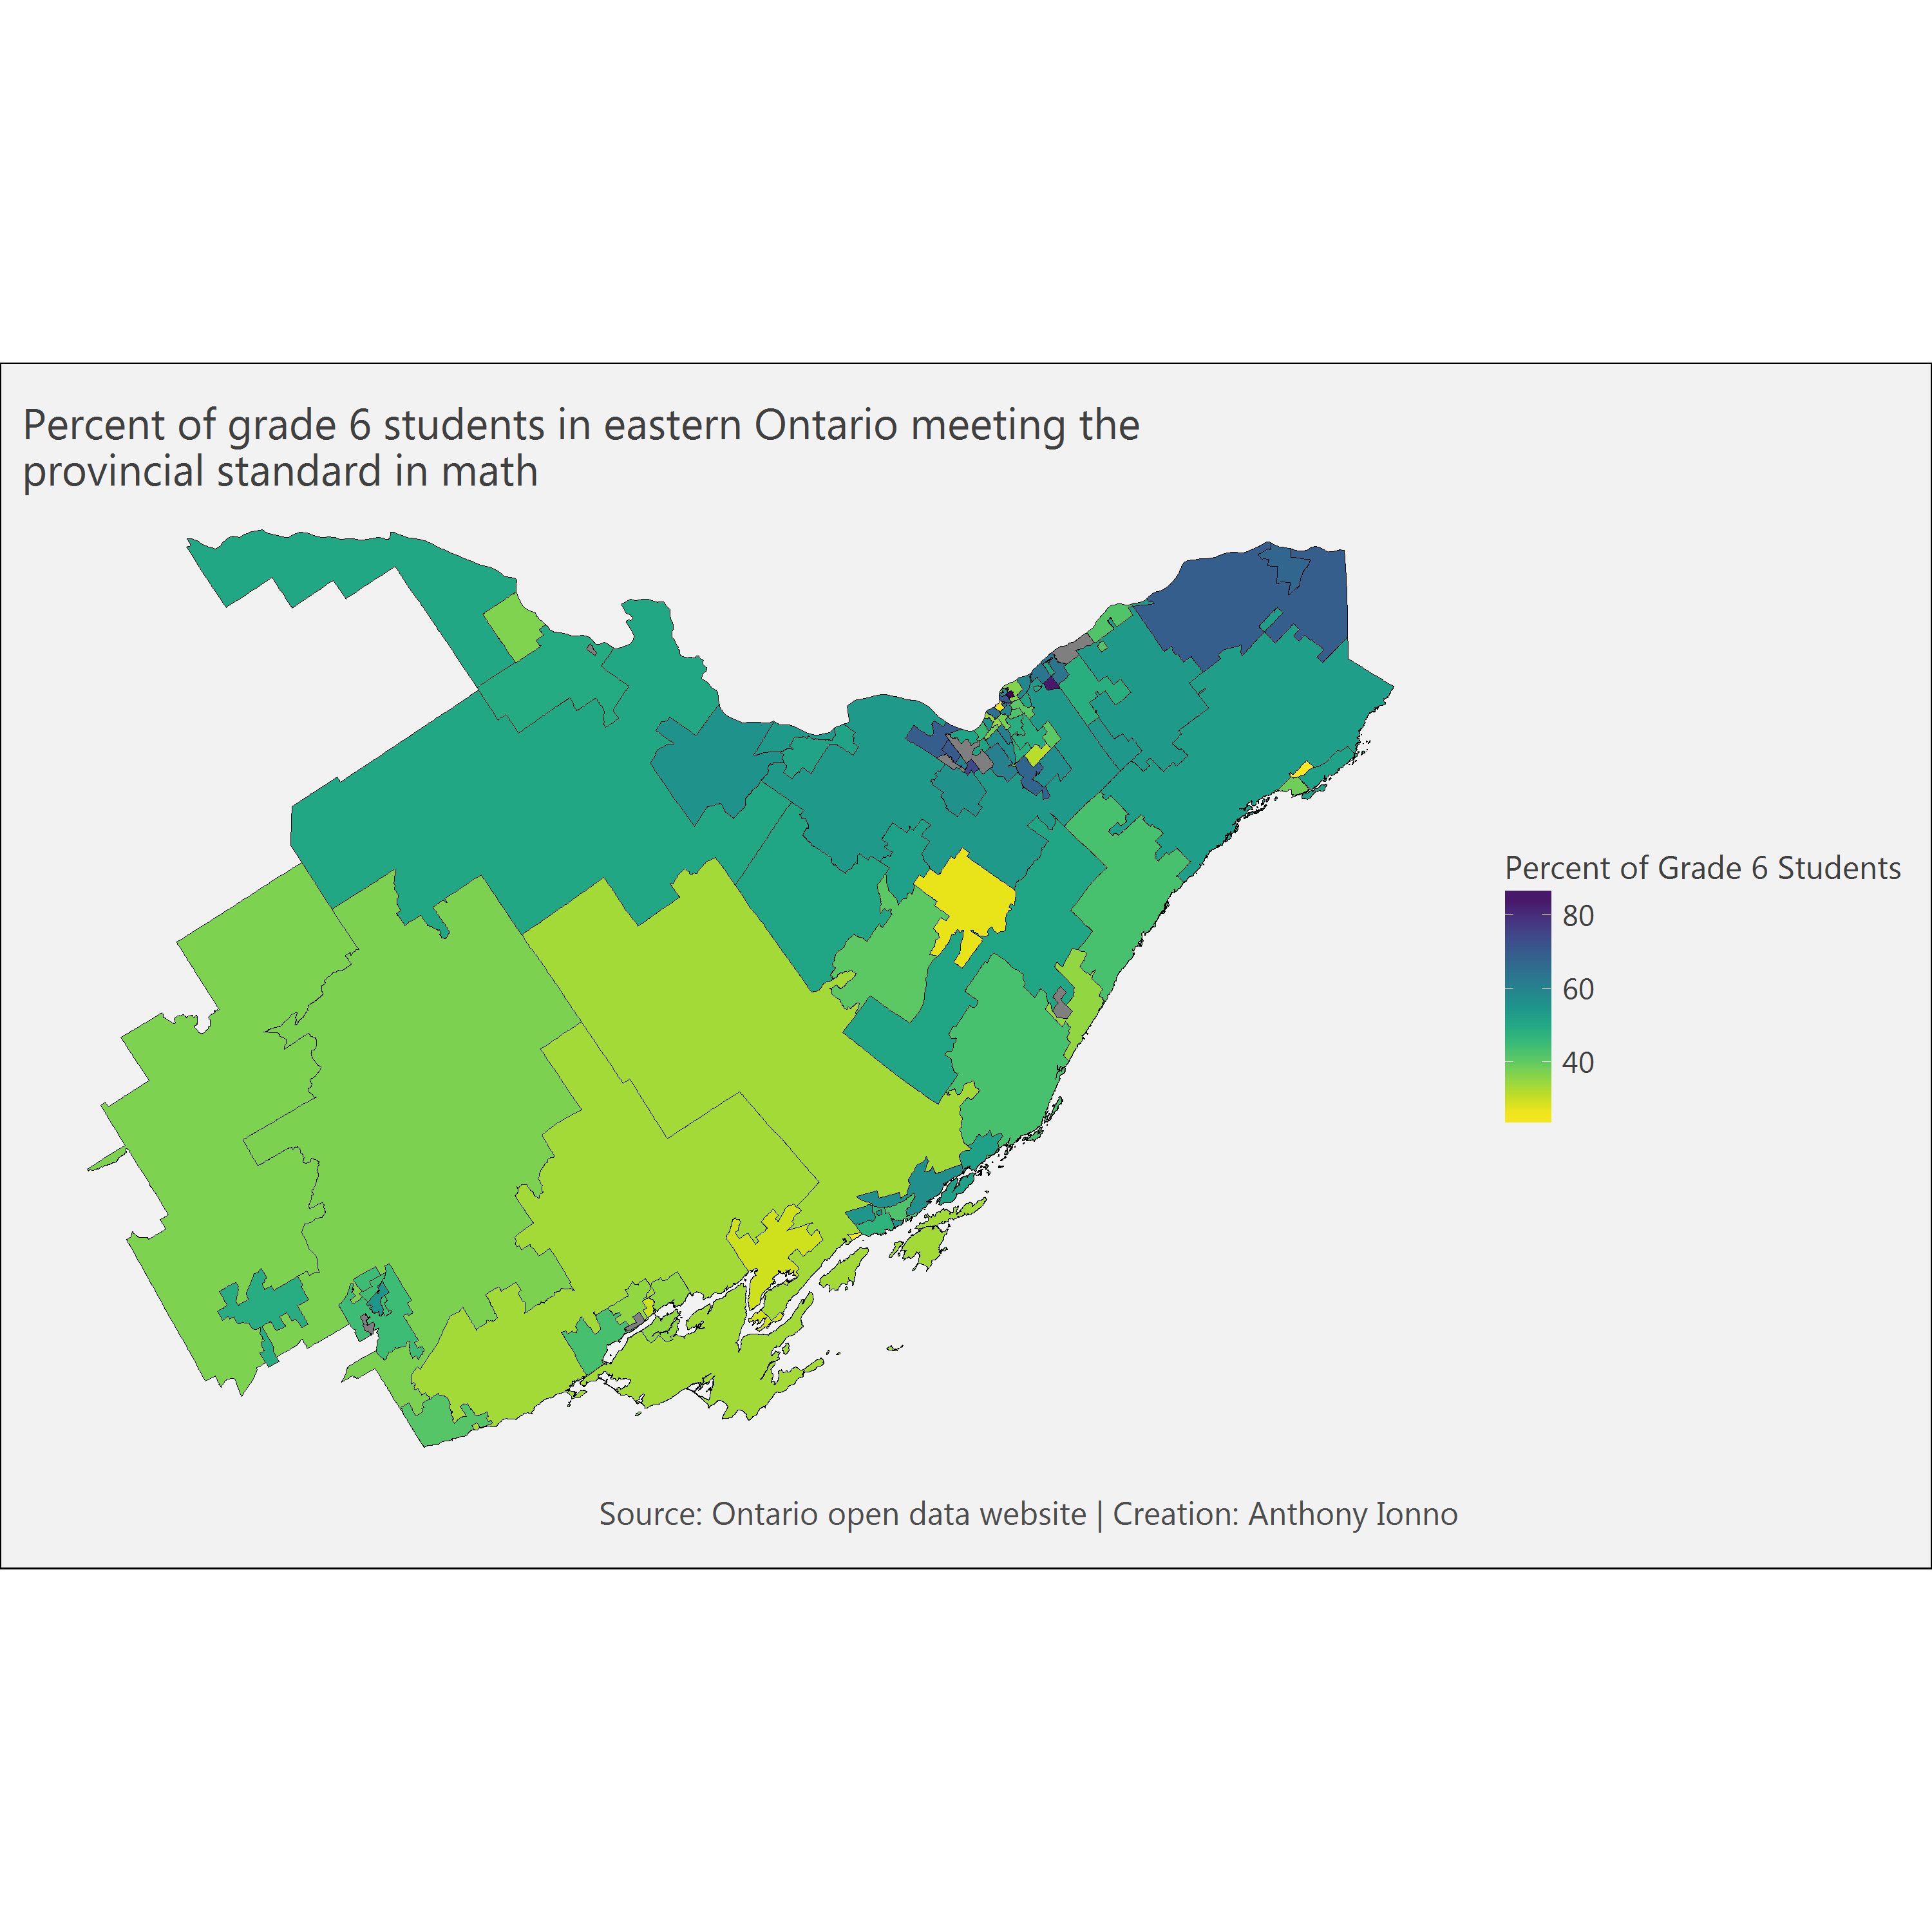 Percent of grade 6 students in eastern Ontario meeting the
provincial standard in math
Percent of Grade 6 Students
80
60
40
Source: Ontario open data website | Creation: Anthony Ionno